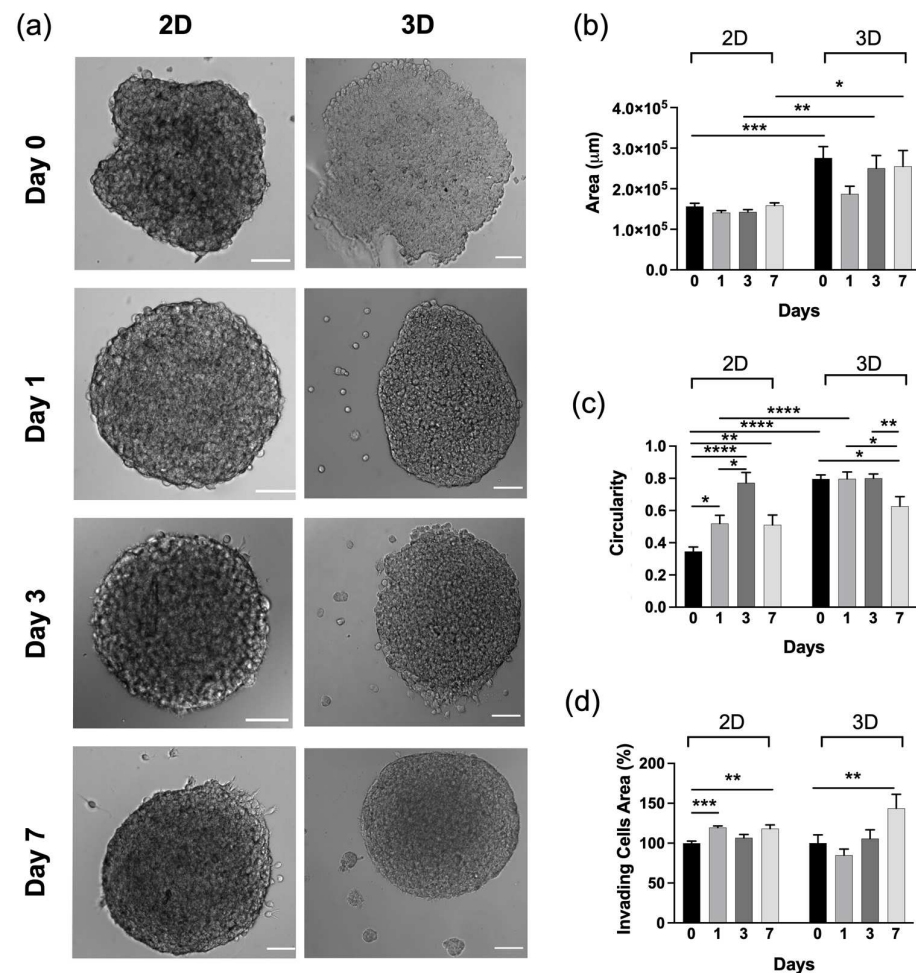 (a)
2D
3D
Day 0
Day 1
Day 3
Day 7
(b)
2D
3D
*
**
***
4.0×10⁵
3.0×10⁵
2.0×10⁵
1.0×10⁵
0.0
Area (μm)
0 1 3 7 0 1 3 7
Days
(c)
2D
3D
****
****
**
**
****
*
*
*
*
1.0
0.8
0.6
0.4
0.2
0.0
Circularity
0 1 3 7 0 1 3 7
Days
(d)
2D
3D
**
**
***
200
150
100
50
0
Invading Cells Area (%)
0 1 3 7 0 1 3 7
Days